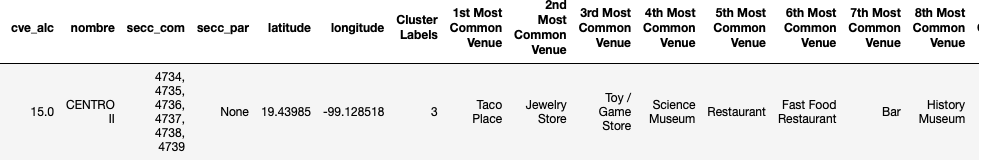 cve_alc nombre secc_com secc_par latitude longitude Cluster Labels 1st Most Common Venue 2nd Most Common Venue 3rd Most Common Venue 4th Most Common Venue 5th Most Common Venue 6th Most Common Venue 7th Most Common Venue 8th Most Common Venue
15.0 CENTRO II 4734, 4735, 4736, 4737, 4738, 4739 None 19.43985 -99.128518 3 Taco Place Jewelry Store Toy / Game Store Science Museum Restaurant Fast Food Restaurant Bar History Museum